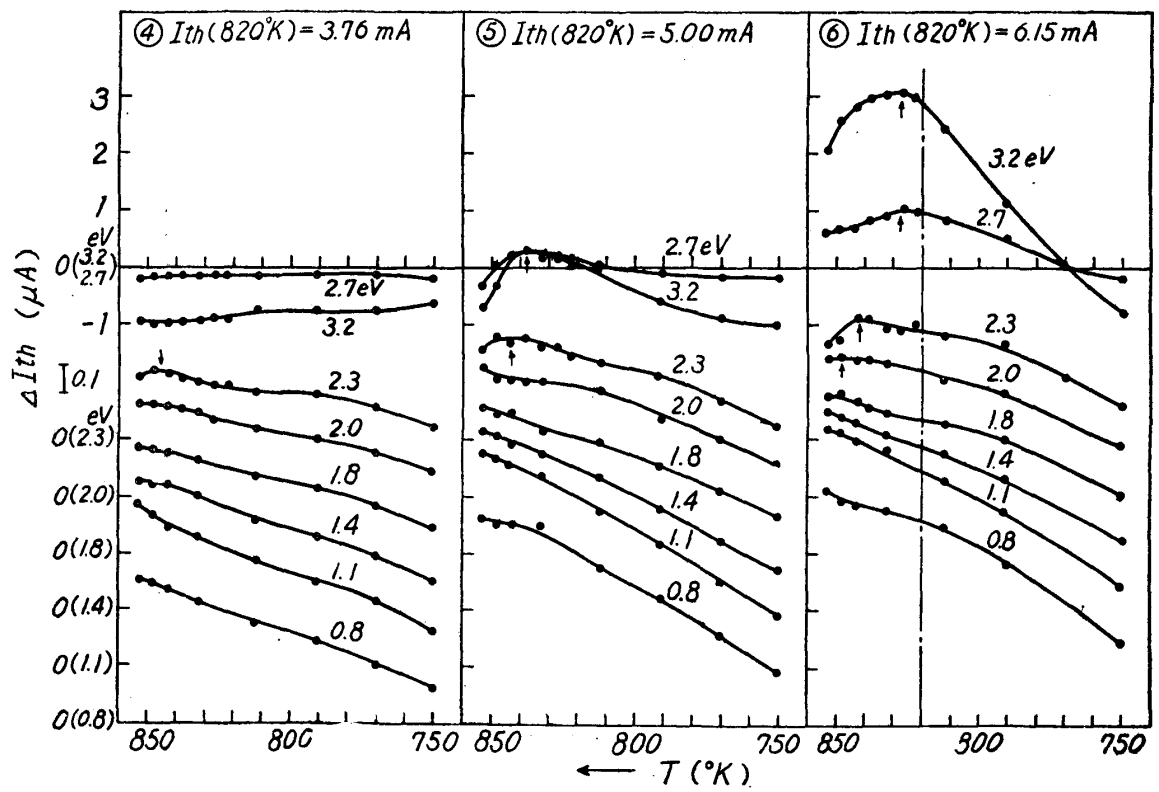 ④ Ith (820°K) = 3.76 mA
⑤ Ith (820°K) = 5.00 mA
⑥ Ith (820°K) = 6.15 mA
ΔIth (μA)
3
2
1
eV
0(3.2
2.7)
-1
0.1
eV
0(2.3)
0(2.0)
0(1.8)
0(1.4)
0(1.1)
0(0.8)
2.7eV
3.2
2.3
2.0
1.8
1.4
1.1
0.8
2.7eV
3.2
2.3
2.0
1.8
1.4
1.1
0.8
3.2 eV
2.7
2.3
2.0
1.8
1.4
1.1
0.8
850 800 750
850 800 750
850 300 750
← T (°K)